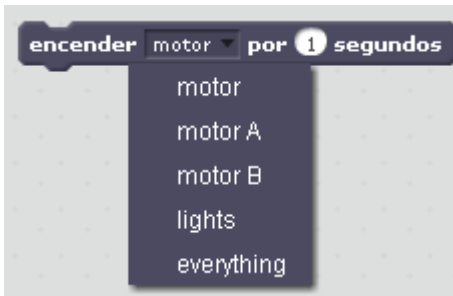 encender motor por 1 segundos
motor
motor A
motor B
lights
everything